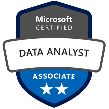 Microsoft
CERTIFIED
DATA ANALYST
ASSOCIATE